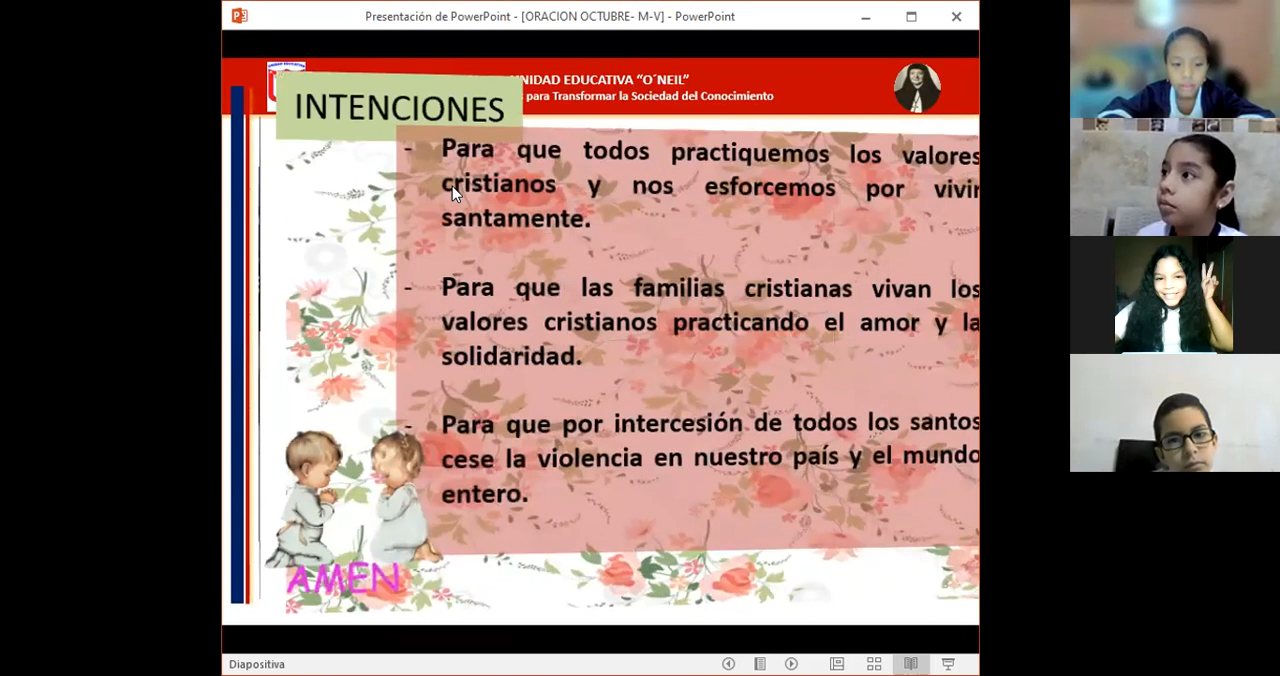 Presentación de PowerPoint - [ORACION OCTUBRE- M-V] - PowerPoint
UNIDAD EDUCATIVA "O´NEIL"
para Transformar la Sociedad del Conocimiento
INTENCIONES
- Para que todos practiquemos los valores
cristianos y nos esforcemos por vivir
santamente.
- Para que las familias cristianas vivan los
valores cristianos practicando el amor y la
solidaridad.
- Para que por intercesión de todos los santos
cese la violencia en nuestro país y el mundo
entero.
AMEN
Diapositiva